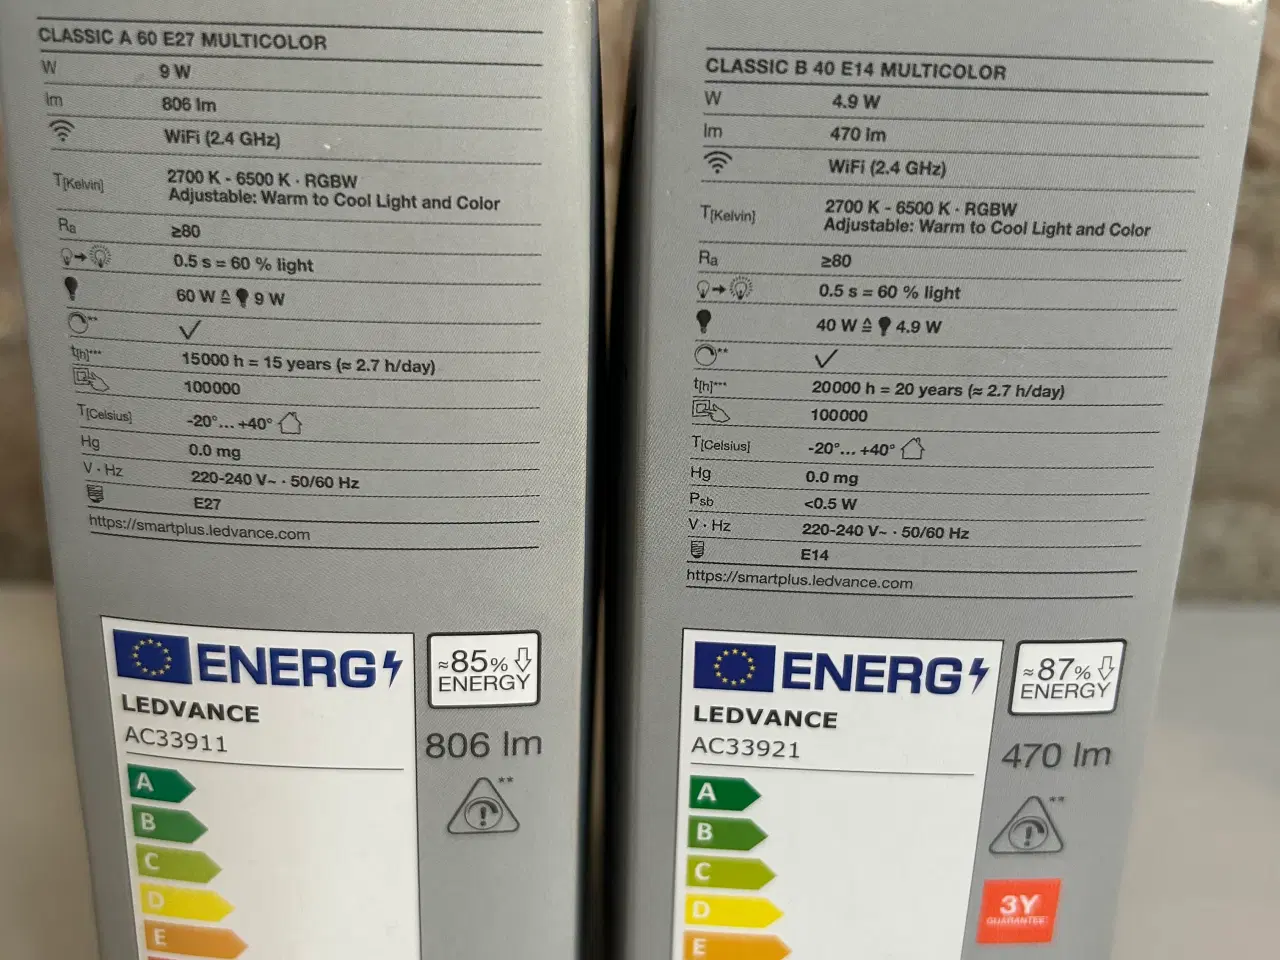 CLASSIC A 60 E27 MULTICOLOR
W 9 W
lm 806 lm
WiFi (2.4 GHz)
T[Kelvin] 2700 K - 6500 K · RGBW
Adjustable: Warm to Cool Light and Color
Ra ≥80
0.5 s = 60 % light
60 W ≙ 9 W
** ✓
t[h]*** 15000 h = 15 years (≈ 2.7 h/day)
100000
T[Celsius] -20°... +40°
Hg 0.0 mg
V · Hz 220-240 V~ · 50/60 Hz
E27
https://smartplus.ledvance.com
ENERG
LEDVANCE
AC33911
A
B
C
D
E
≈85%
ENERGY
806 lm
**
CLASSIC B 40 E14 MULTICOLOR
W 4.9 W
lm 470 lm
WiFi (2.4 GHz)
T[Kelvin] 2700 K - 6500 K · RGBW
Adjustable: Warm to Cool Light and Color
Ra ≥80
0.5 s = 60 % light
40 W ≙ 4.9 W
** ✓
t[h]*** 20000 h = 20 years (≈ 2.7 h/day)
100000
T[Celsius] -20°... +40°
Hg 0.0 mg
Psb <0.5 W
V · Hz 220-240 V~ · 50/60 Hz
E14
https://smartplus.ledvance.com
ENERG
LEDVANCE
AC33921
A
B
C
D
E
≈87%
ENERGY
470 lm
**
3Y
GUARANTEE